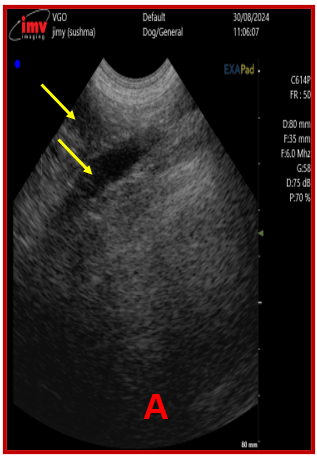 imv
imaging
VGO
jimy (sushma)
Default
Dog/General
30/08/2024
11:06:07
EXAPad
C614P
FR : 50
D:80 mm
F:35 mm
F:6.0 Mhz
G:58
D:75 dB
P:70 %
A
80 mm